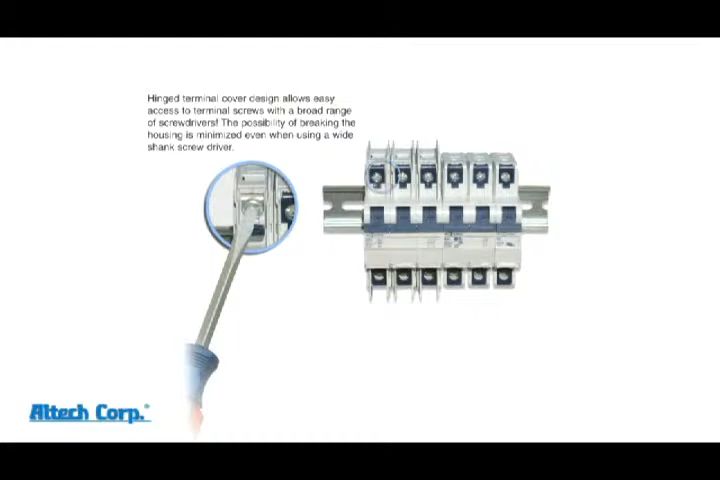 Hinged terminal cover design allows easy
access to terminal screws with a broad range
of screwdrivers! The possibility of breaking the
housing is minimized even when using a wide
shank screw driver.
Altech Corp.®